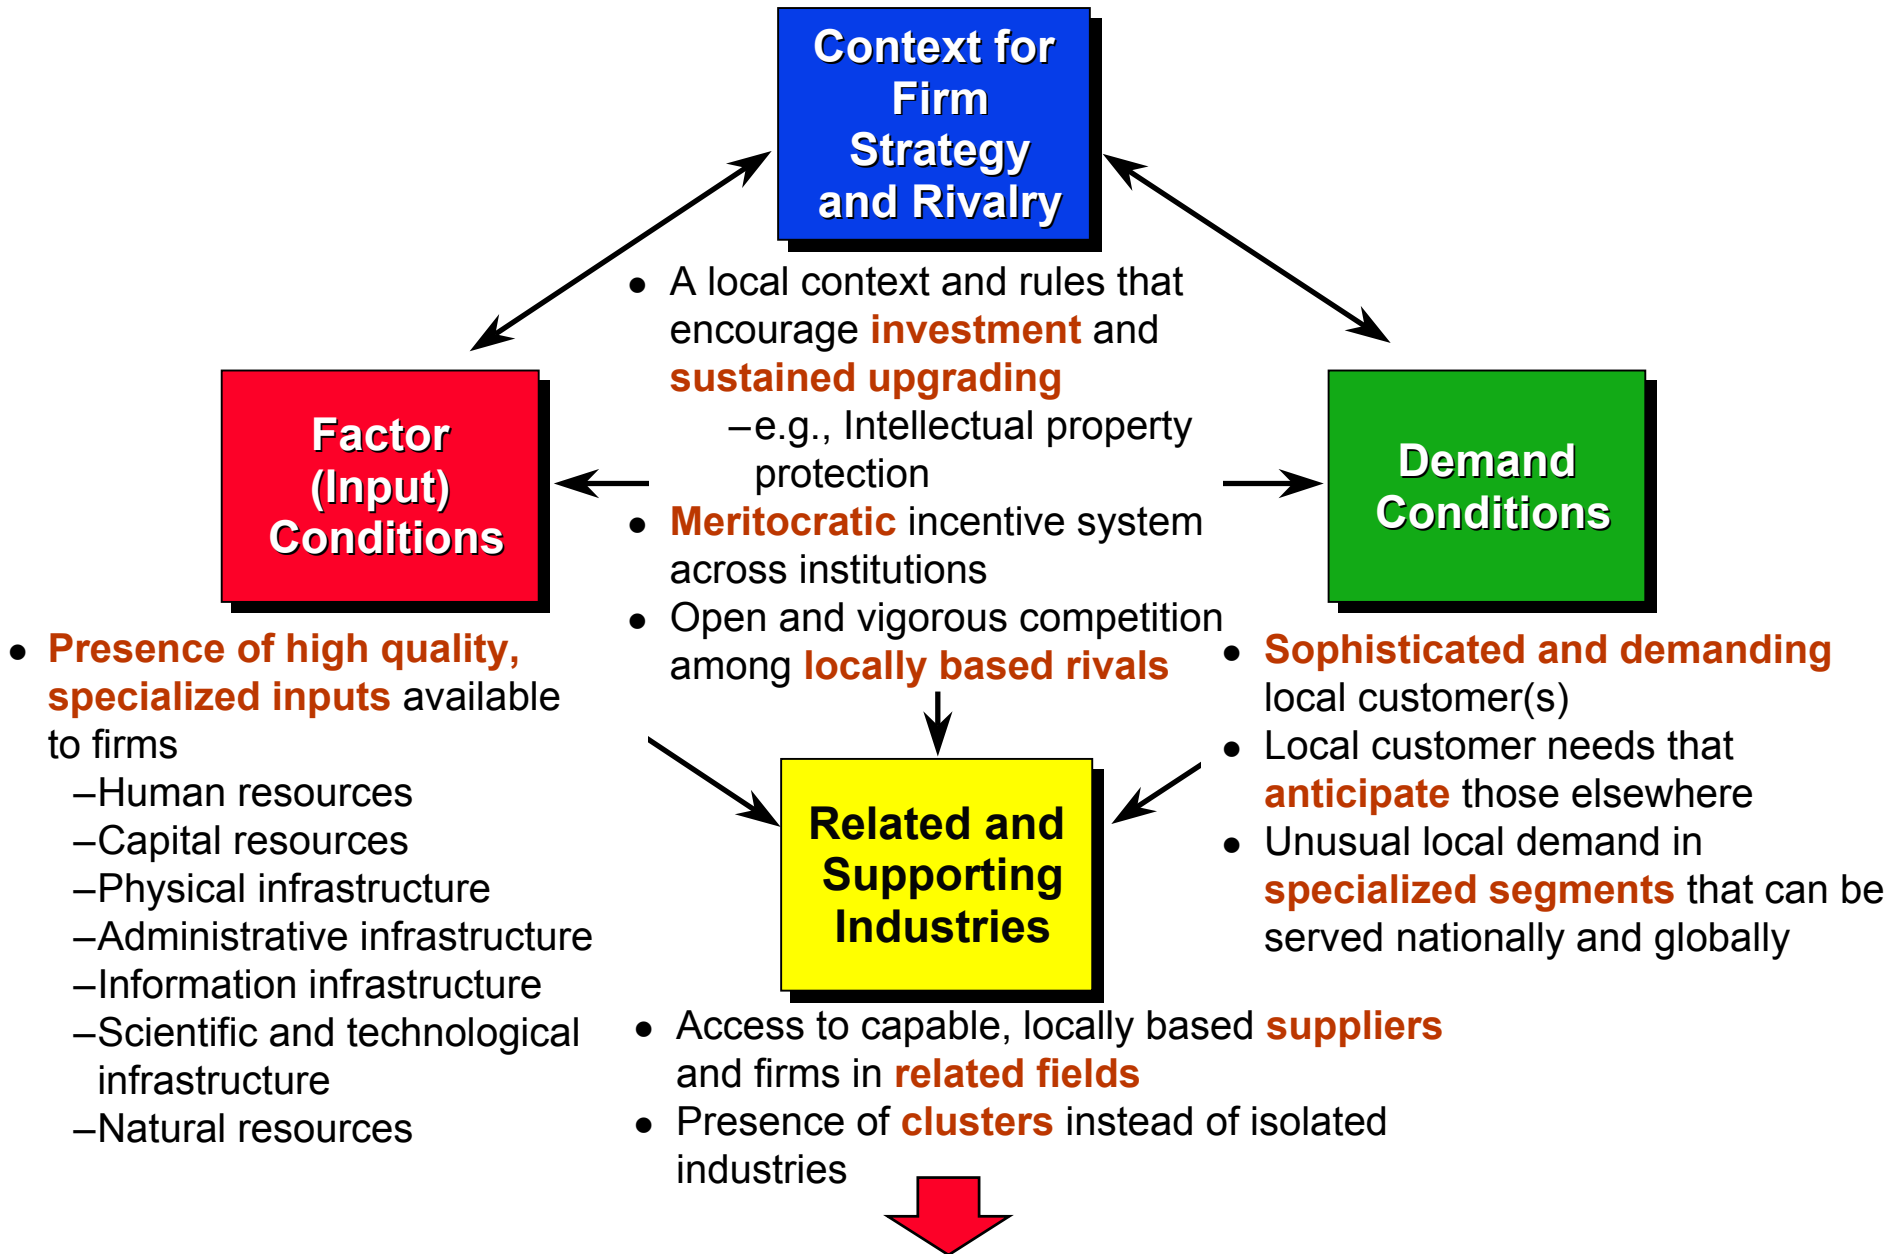 Context for
Firm
Strategy
and Rivalry
● A local context and rules that
encourage investment and
sustained upgrading
–e.g., Intellectual property
protection
● Meritocratic incentive system
across institutions
● Open and vigorous competition
among locally based rivals
Factor
(Input)
Conditions
● Presence of high quality,
specialized inputs available
to firms
–Human resources
–Capital resources
–Physical infrastructure
–Administrative infrastructure
–Information infrastructure
–Scientific and technological
infrastructure
–Natural resources
Demand
Conditions
● Sophisticated and demanding
local customer(s)
● Local customer needs that
anticipate those elsewhere
● Unusual local demand in
specialized segments that can be
served nationally and globally
Related and
Supporting
Industries
● Access to capable, locally based suppliers
and firms in related fields
● Presence of clusters instead of isolated
industries